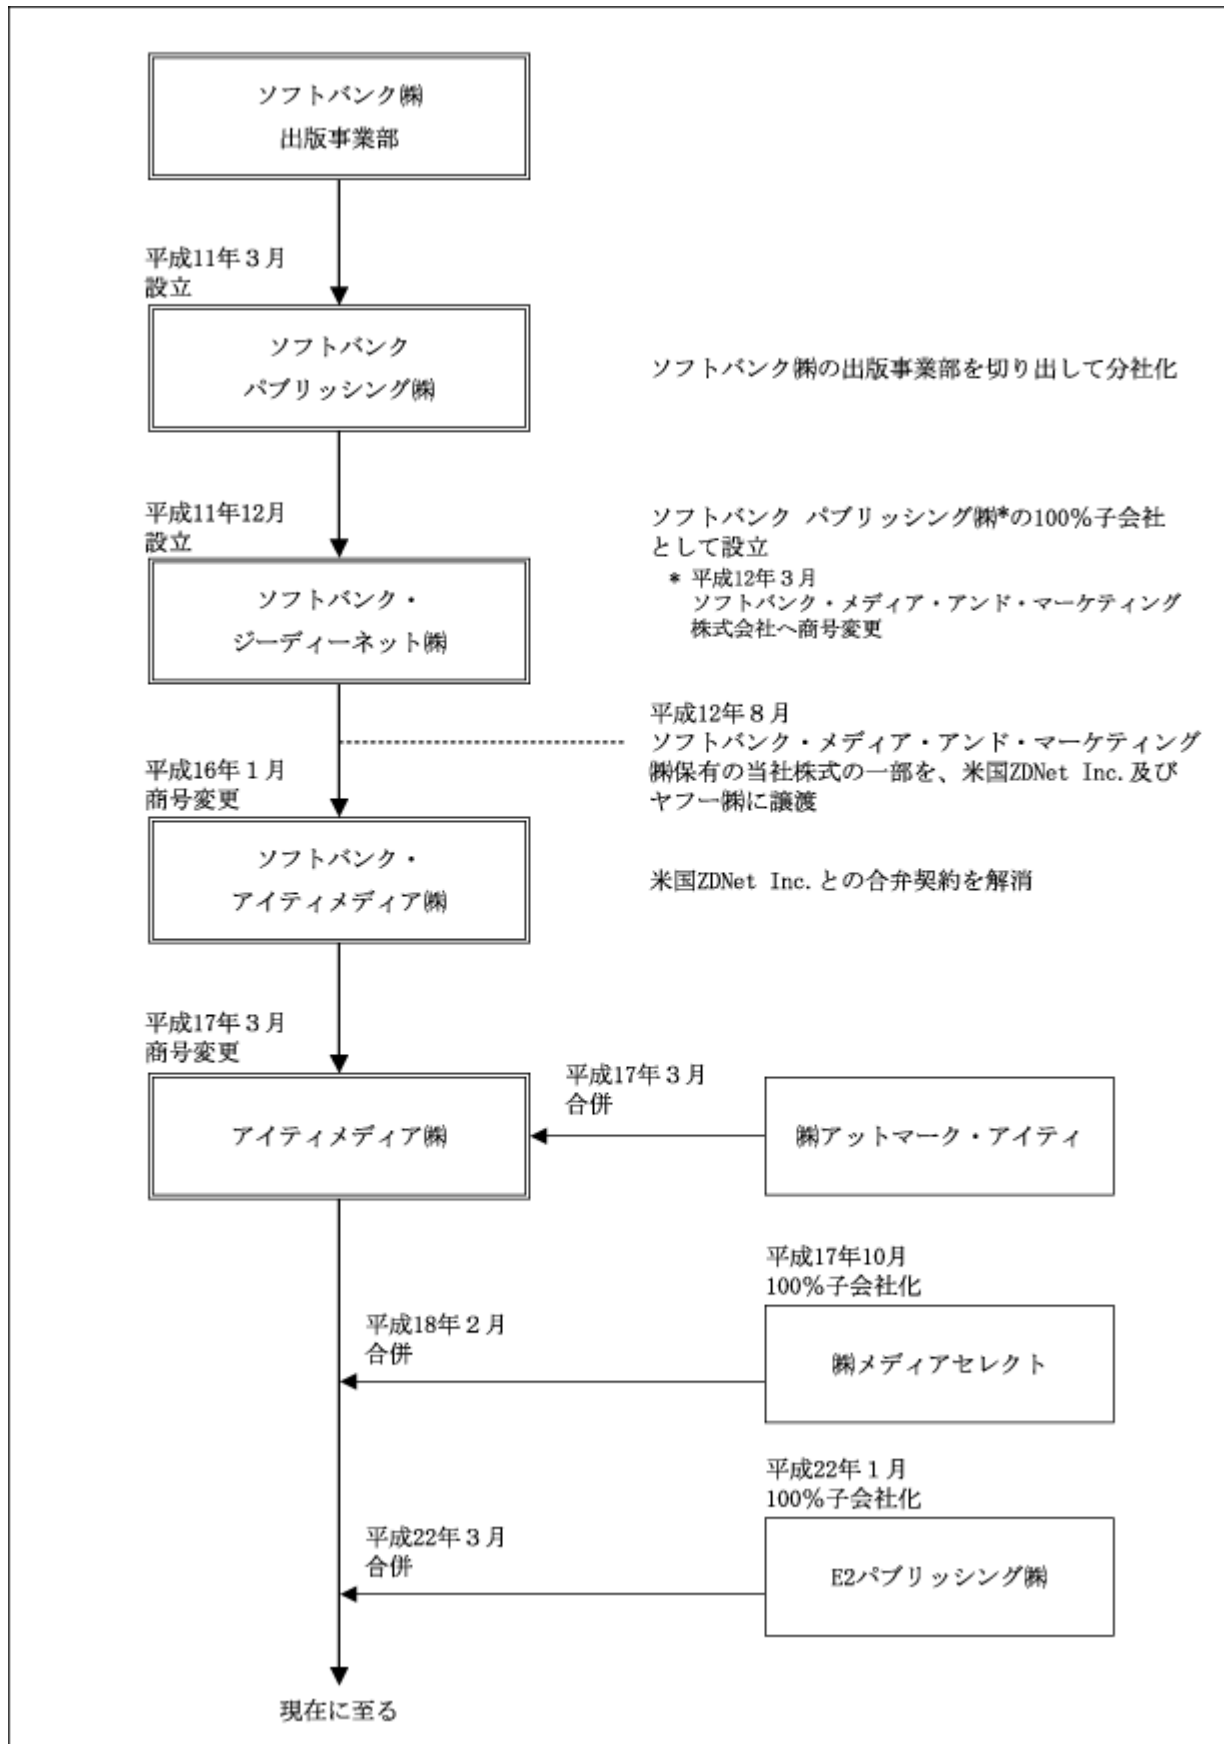 ソフトバンク㈱
出版事業部
平成11年3月
設立
ソフトバンク
パブリッシング㈱
ソフトバンク㈱の出版事業部を切り出して分社化
平成11年12月
設立
ソフトバンク・
ジーディーネット㈱
ソフトバンク パブリッシング㈱*の100%子会社
として設立
* 平成12年3月
ソフトバンク・メディア・アンド・マーケティング
株式会社へ商号変更
平成12年8月
ソフトバンク・メディア・アンド・マーケティング
㈱保有の当社株式の一部を、米国ZDNet Inc.及び
ヤフー㈱に譲渡
平成16年1月
商号変更
ソフトバンク・
アイティメディア㈱
米国ZDNet Inc.との合弁契約を解消
平成17年3月
商号変更
アイティメディア㈱
平成17年3月
合併
㈱アットマーク・アイティ
平成17年10月
100%子会社化
平成18年2月
合併
㈱メディアセレクト
平成22年1月
100%子会社化
平成22年3月
合併
E2パブリッシング㈱
現在に至る